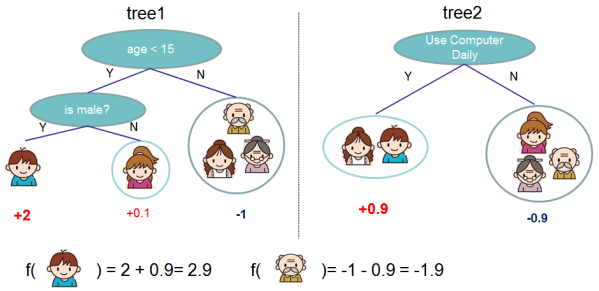 tree1
age < 15
Y
N
is male?
Y
N
+2
+0.1
-1
tree2
Use Computer
Daily
Y
N
+0.9
-0.9
f( ) = 2 + 0.9= 2.9
f( )= -1 - 0.9 = -1.9